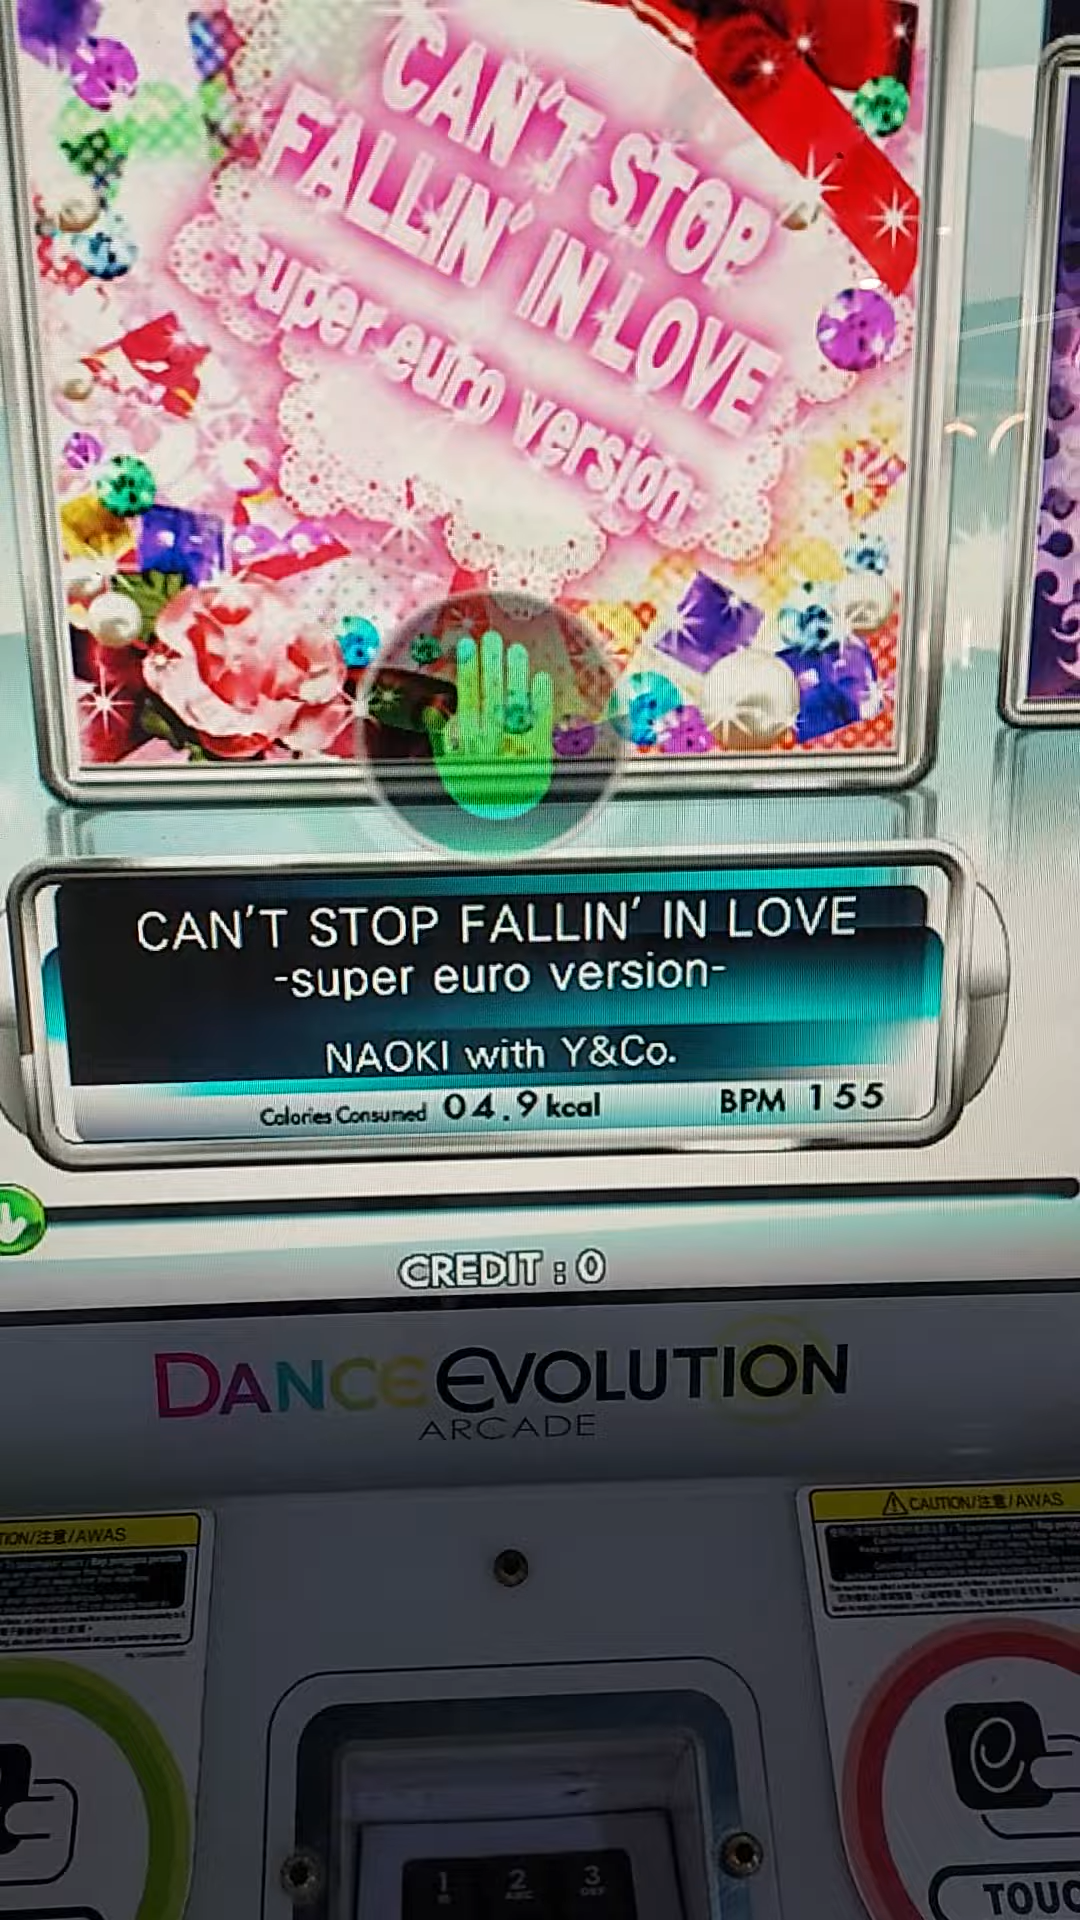 CAN'T STOP
FALLIN' IN LOVE
-super euro version-
CAN'T STOP FALLIN' IN LOVE
-super euro version-
NAOKI with Y&Co.
Calories Consumed 04.9 kcal BPM 155
CREDIT : 0
DANCE EVOLUTION
ARCADE
TION/注意/AWAS
CAUTION/注意/AWAS
1 2 3
ABC DEF
TOUC